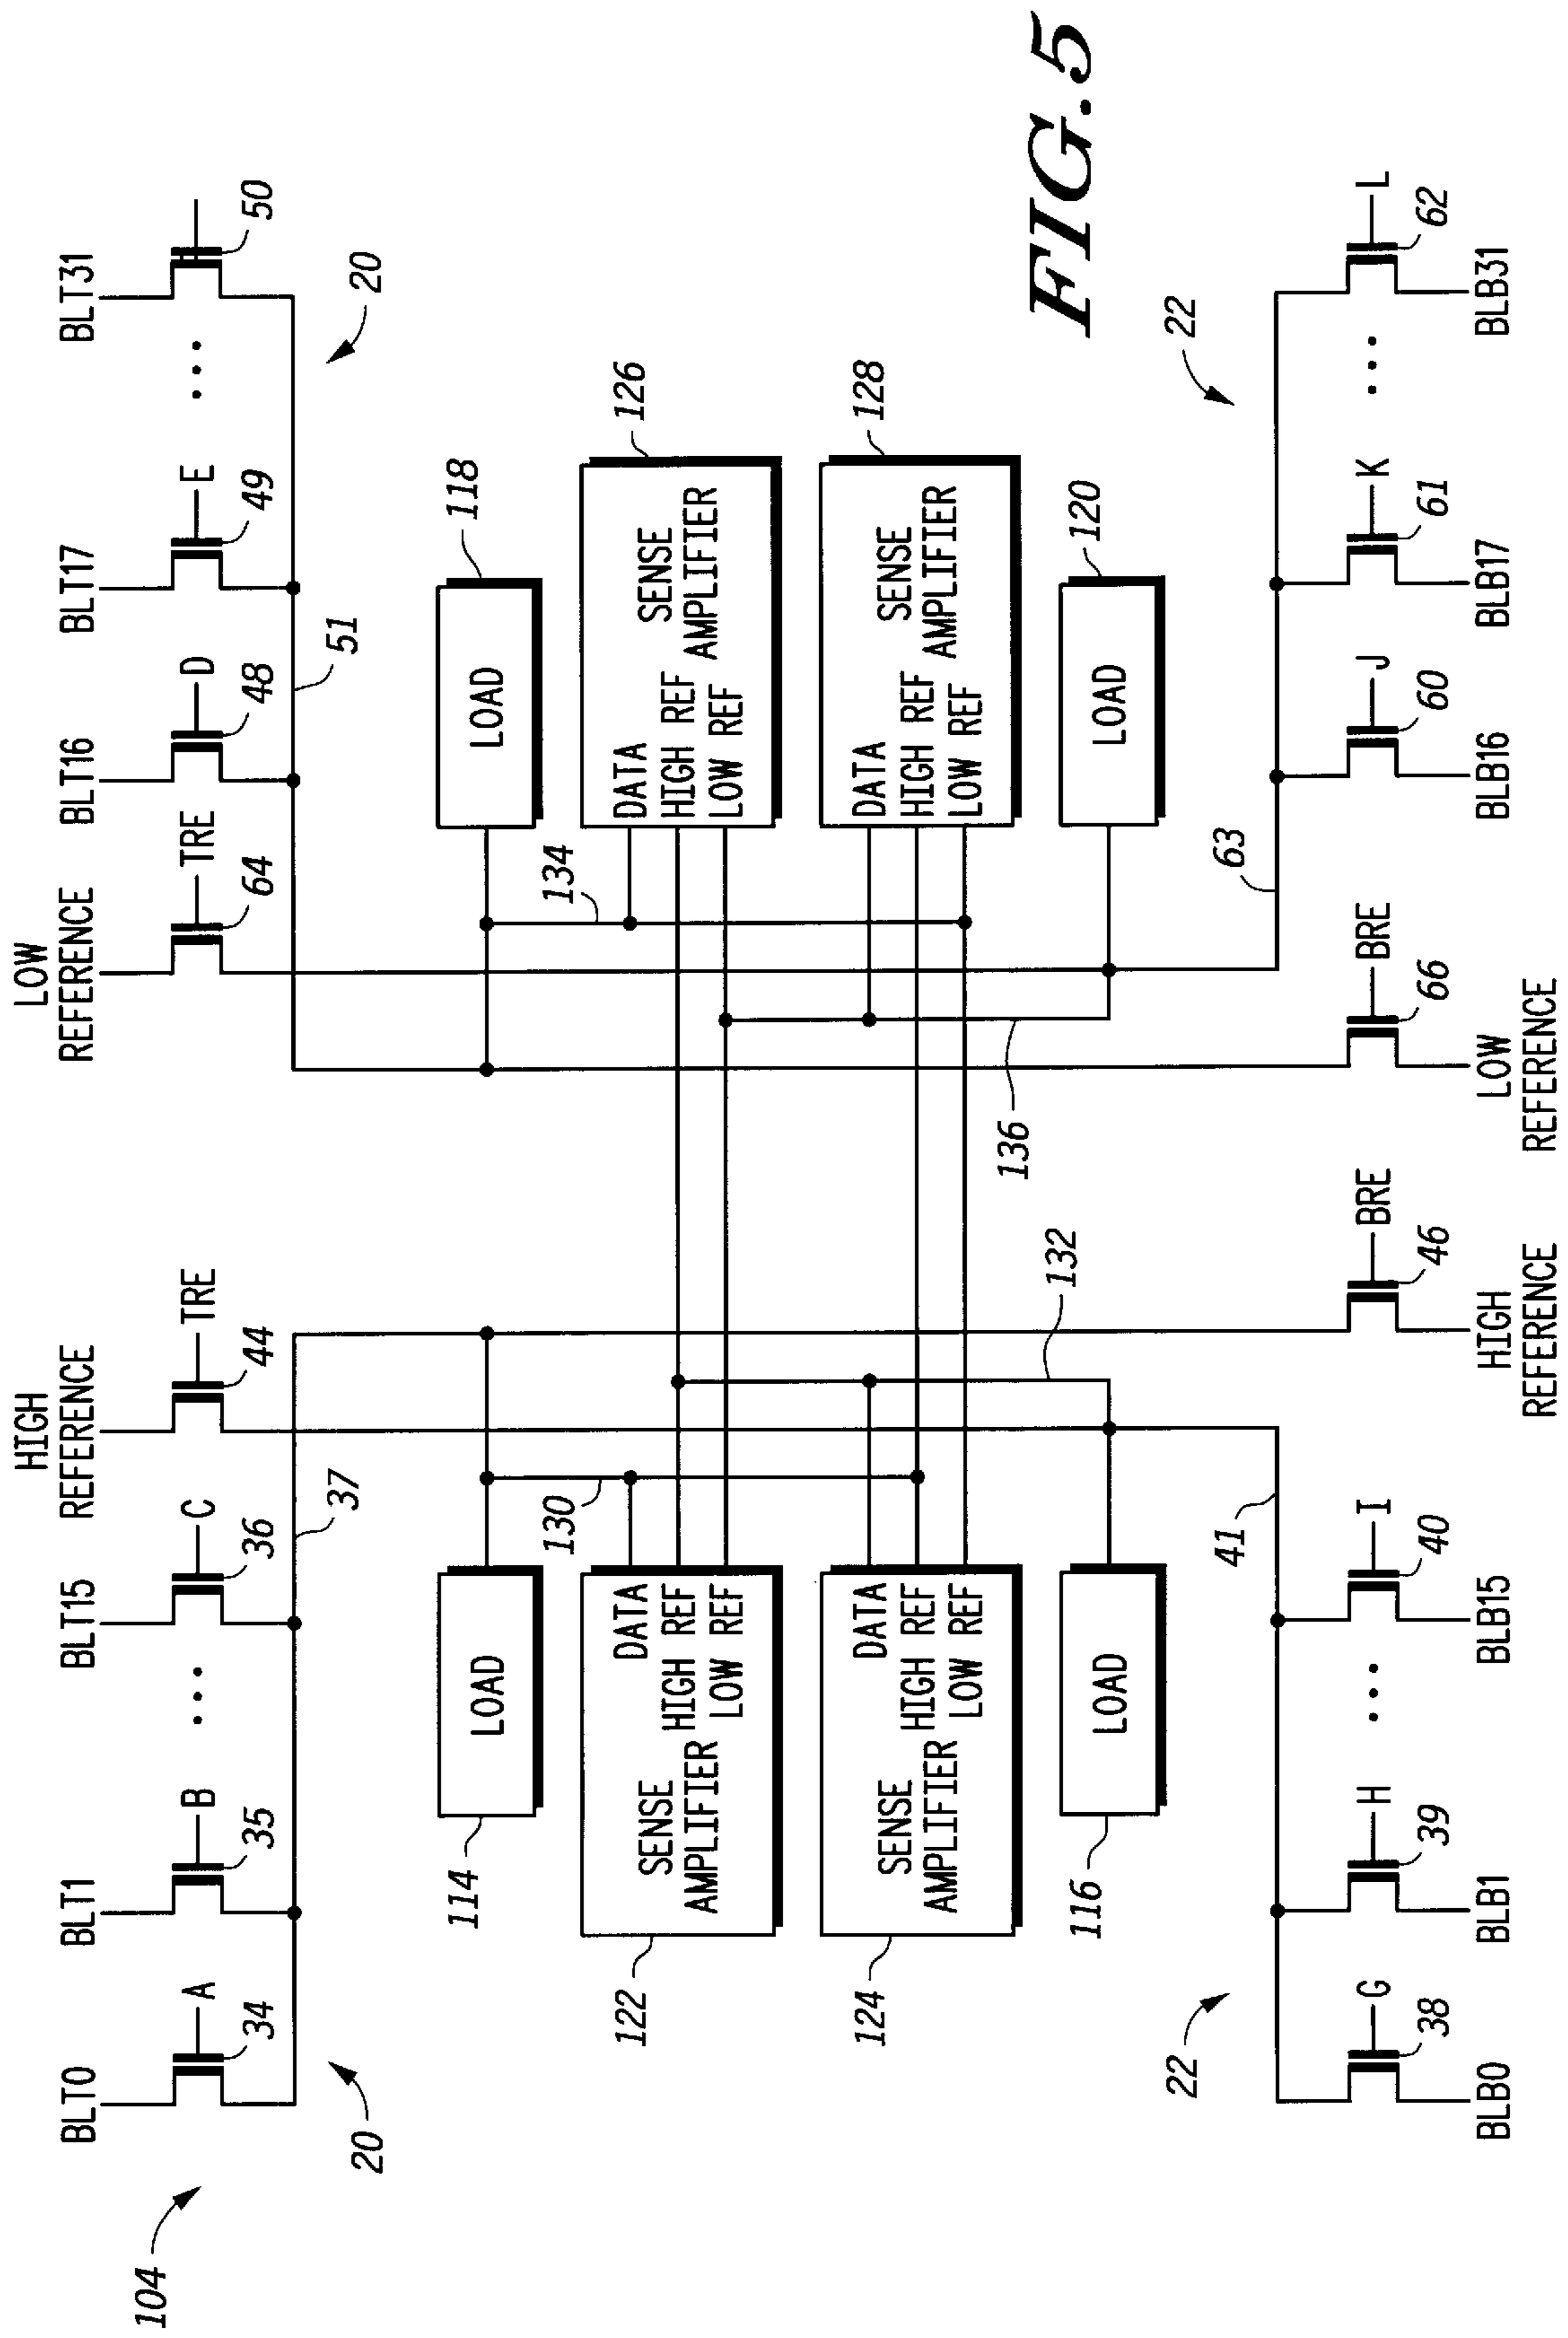 104
BLT0
A
34
BLT1
B
35
BLT15
C
36
HIGH
REFERENCE
TRE
44
LOW
REFERENCE
TRE
64
BLT16
D
48
BLT17
E
49
BLT31
50
20
37
51
20
114
LOAD
130
134
LOAD
118
122
SENSE
AMPLIFIER
DATA
HIGH REF
LOW REF
DATA
HIGH REF
LOW REF
SENSE
AMPLIFIER
126
124
SENSE
AMPLIFIER
DATA
HIGH REF
LOW REF
DATA
HIGH REF
LOW REF
SENSE
AMPLIFIER
128
116
LOAD
132
136
LOAD
120
FIG.5
22
41
63
22
G
38
BLB0
H
39
BLB1
I
40
BLB15
BRE
46
HIGH
REFERENCE
BRE
66
LOW
REFERENCE
J
60
BLB16
K
61
BLB17
L
62
BLB31